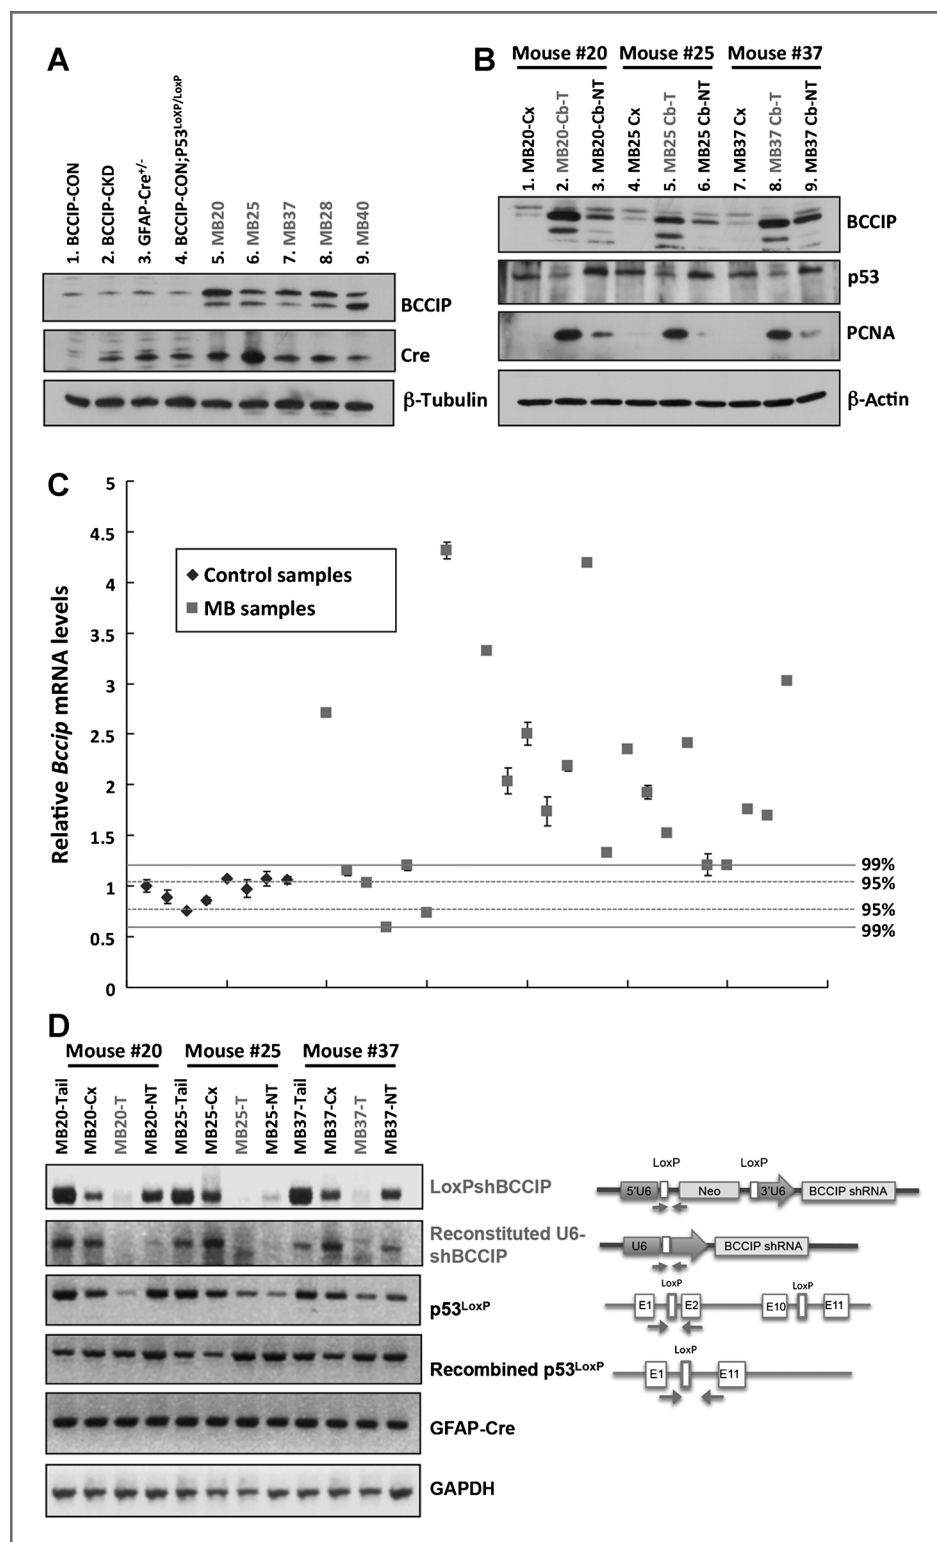 A
1. BCCIP-CON
2. BCCIP-CKD
3. GFAP-Cre+/-
4. BCCIP-CON;P53LoXP/LoxP
5. MB20
6. MB25
7. MB37
8. MB28
9. MB40
BCCIP
Cre
β-Tubulin
B
Mouse #20
Mouse #25
Mouse #37
1. MB20-Cx
2. MB20-Cb-T
3. MB20-Cb-NT
4. MB25 Cx
5. MB25 Cb-T
6. MB25 Cb-NT
7. MB37 Cx
8. MB37 Cb-T
9. MB37 Cb-NT
BCCIP
p53
PCNA
β-Actin
C
Relative Bccip mRNA levels
5
4.5
4
3.5
3
2.5
2
1.5
1
0.5
0
Control samples
MB samples
99%
95%
95%
99%
D
Mouse #20
Mouse #25
Mouse #37
MB20-Tail
MB20-Cx
MB20-T
MB20-NT
MB25-Tail
MB25-Cx
MB25-T
MB25-NT
MB37-Tail
MB37-Cx
MB37-T
MB37-NT
LoxPshBCCIP
Reconstituted U6-
shBCCIP
p53LoxP
Recombined p53LoxP
GFAP-Cre
GAPDH
LoxP LoxP
5'U6 Neo 3'U6 BCCIP shRNA
U6 BCCIP shRNA
LoxP LoxP
E1 E2 E10 E11
LoxP
E1 E11